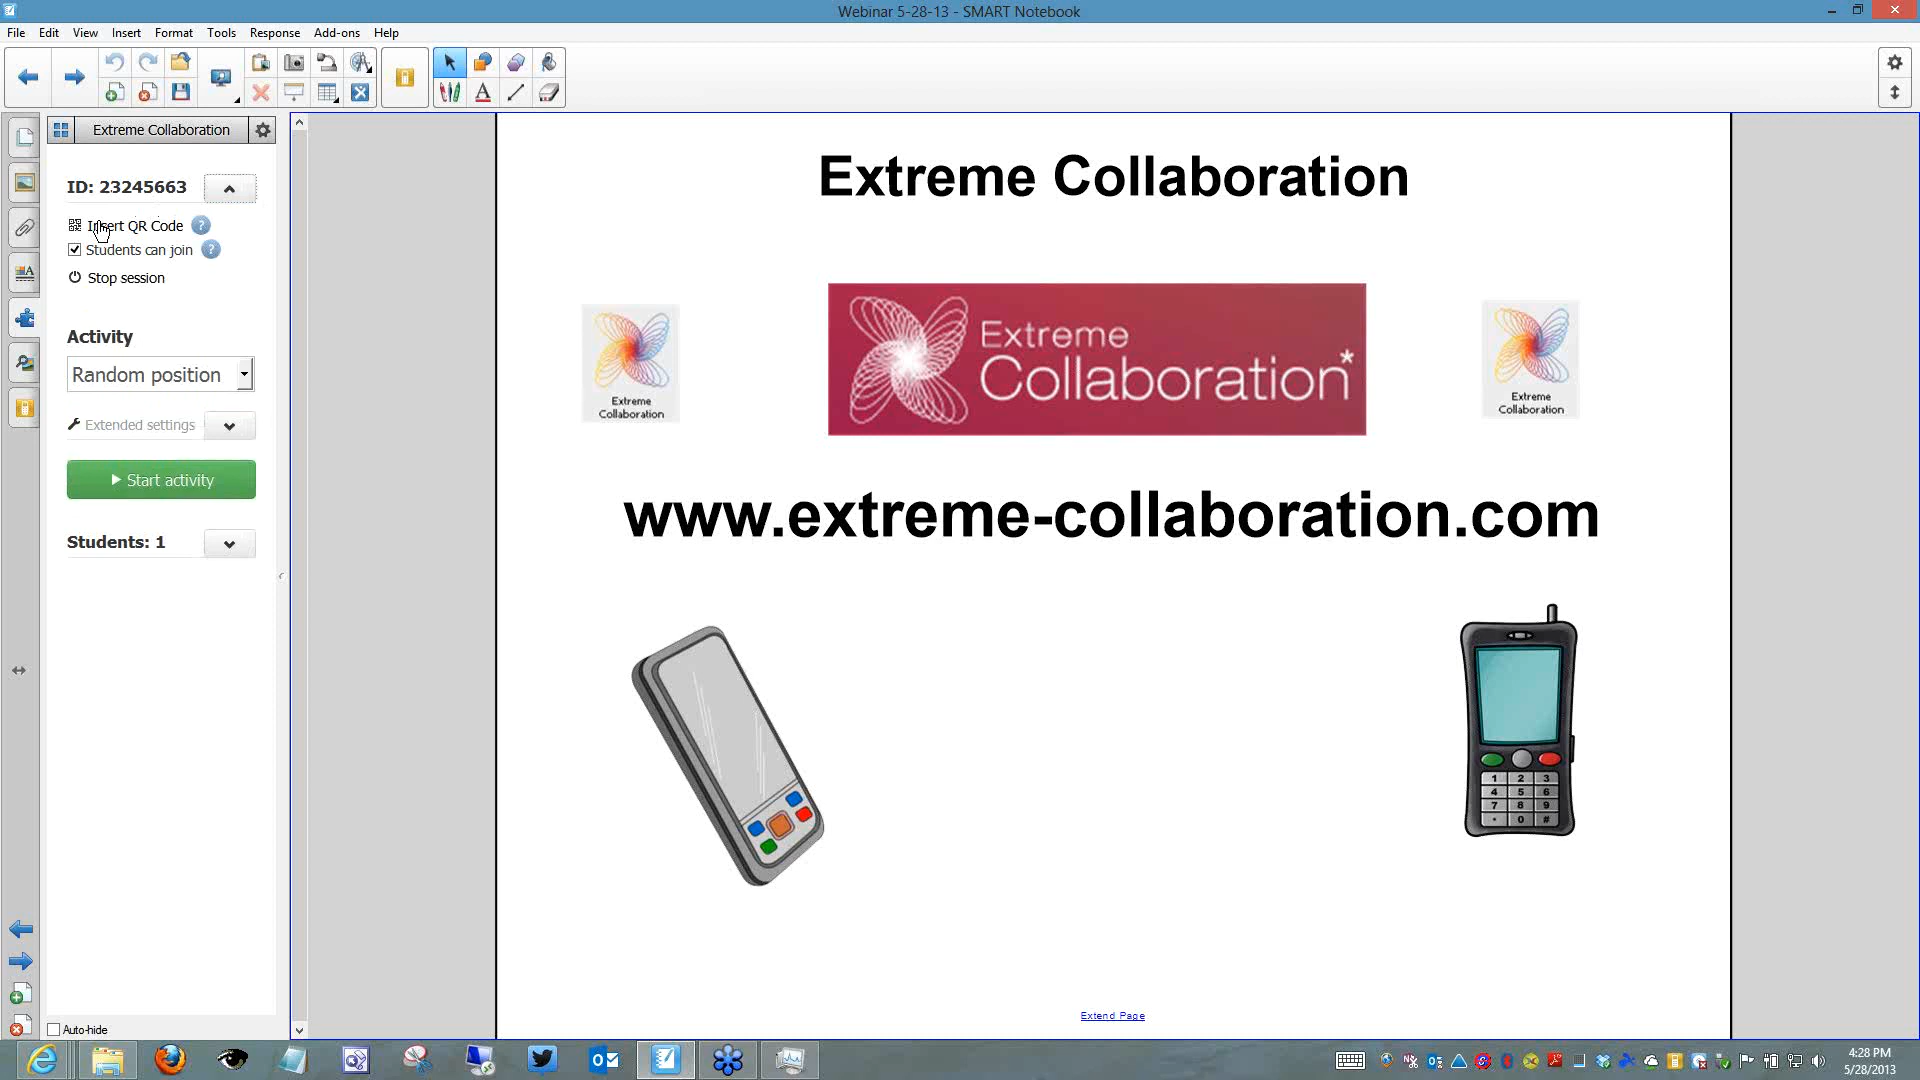 Webinar 5-28-13 - SMART Notebook
File Edit View Insert Format Tools Response Add-ons Help
Extreme Collaboration
ID: 23245663
Insert QR Code ?
Students can join ?
Stop session
Activity
Random position
Extended settings
Start activity
Students: 1
Auto-hide
Extreme Collaboration
Extreme
Collaboration
Extreme
Collaboration*
Extreme
Collaboration
www.extreme-collaboration.com
1 2 3
4 5 6
7 8 9
* 0 #
Extend Page
4:28 PM
5/28/2013